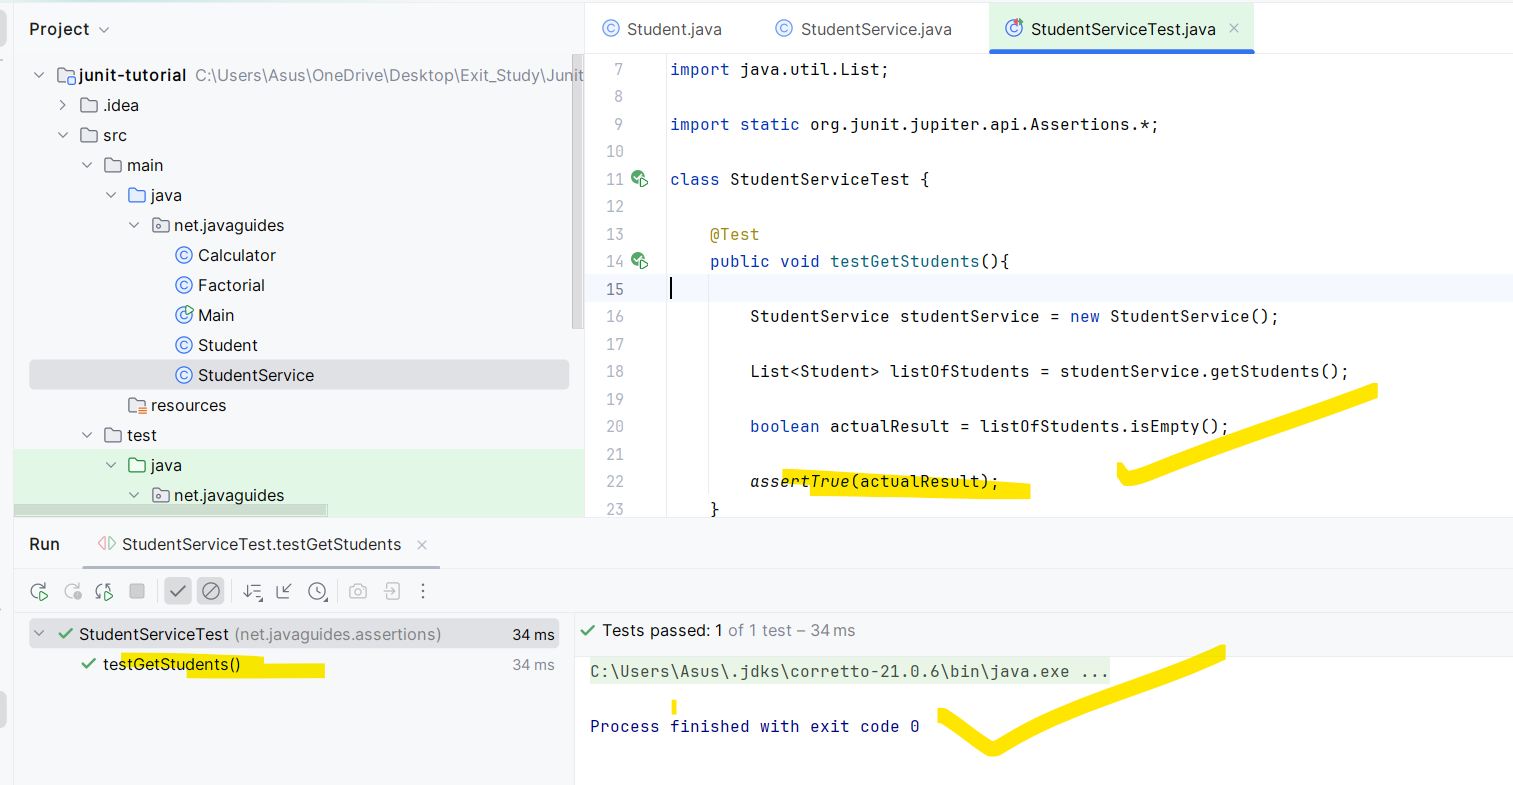 Project
junit-tutorial C:\Users\Asus\OneDrive\Desktop\Exit_Study\Junit
.idea
src
main
java
net.javaguides
Calculator
Factorial
Main
Student
StudentService
resources
test
java
net.javaguides
Student.java StudentService.java StudentServiceTest.java
7 import java.util.List;
8
9 import static org.junit.jupiter.api.Assertions.*;
10
11 class StudentServiceTest {
12
13 @Test
14 public void testGetStudents(){
15
16 StudentService studentService = new StudentService();
17
18 List<Student> listOfStudents = studentService.getStudents();
19
20 boolean actualResult = listOfStudents.isEmpty();
21
22 assertTrue(actualResult);
23 }
Run StudentServiceTest.testGetStudents
StudentServiceTest (net.javaguides.assertions) 34 ms
testGetStudents() 34 ms
Tests passed: 1 of 1 test – 34 ms
C:\Users\Asus\.jdks\corretto-21.0.6\bin\java.exe ...
Process finished with exit code 0